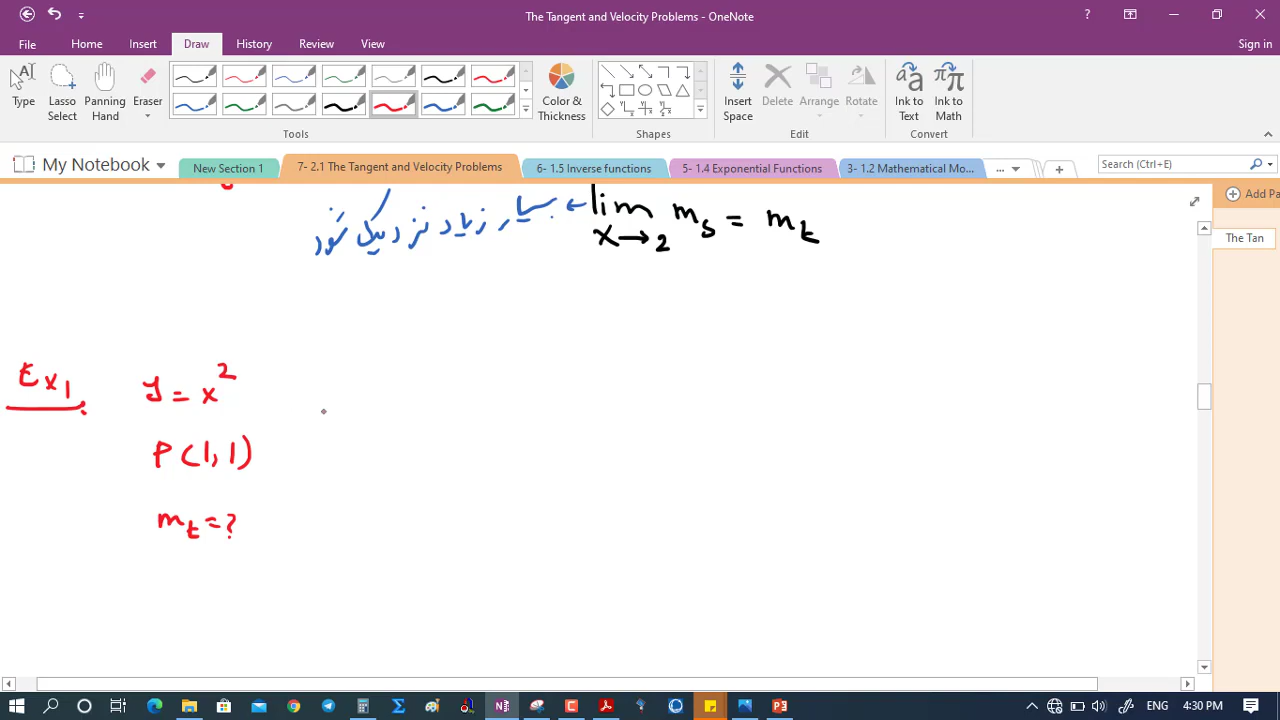 The Tangent and Velocity Problems - OneNote
File Home Insert Draw History Review View Sign in
Type Lasso Select Panning Hand Eraser Color & Thickness Insert Space Delete Arrange Rotate Ink to Text Ink to Math
Tools Shapes Edit Convert
My Notebook New Section 1 7- 2.1 The Tangent and Velocity Problems 6- 1.5 Inverse functions 5- 1.4 Exponential Functions 3- 1.2 Mathematical Mo... ... Search (Ctrl+E)
Add Pa
The Tan
بسیار زیاد نزدیک شود ← lim m_s = m_t
x→2
Ex1 y = x^2
P(1,1)
m_t = ?
ENG 4:30 PM